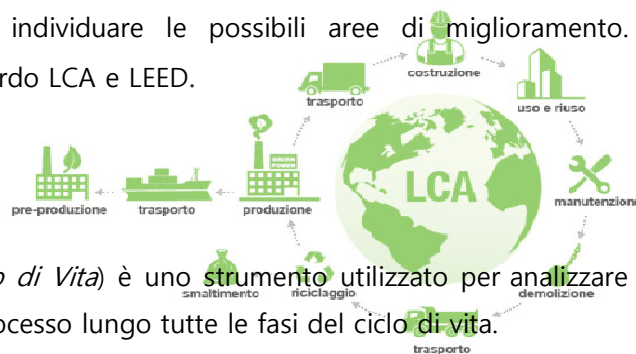 individuare le possibili aree di miglioramento.
costruzione
rdo LCA e LEED.
trasporto
uso e riuso
GREEN
POWER
LCA
pre-produzione
trasporto
produzione
manutenzione
o di Vita) è uno strumento utilizzato per analizzare
smaltimento
riciclaggio
demolizione
ocesso lungo tutte le fasi del ciclo di vita.
trasporto